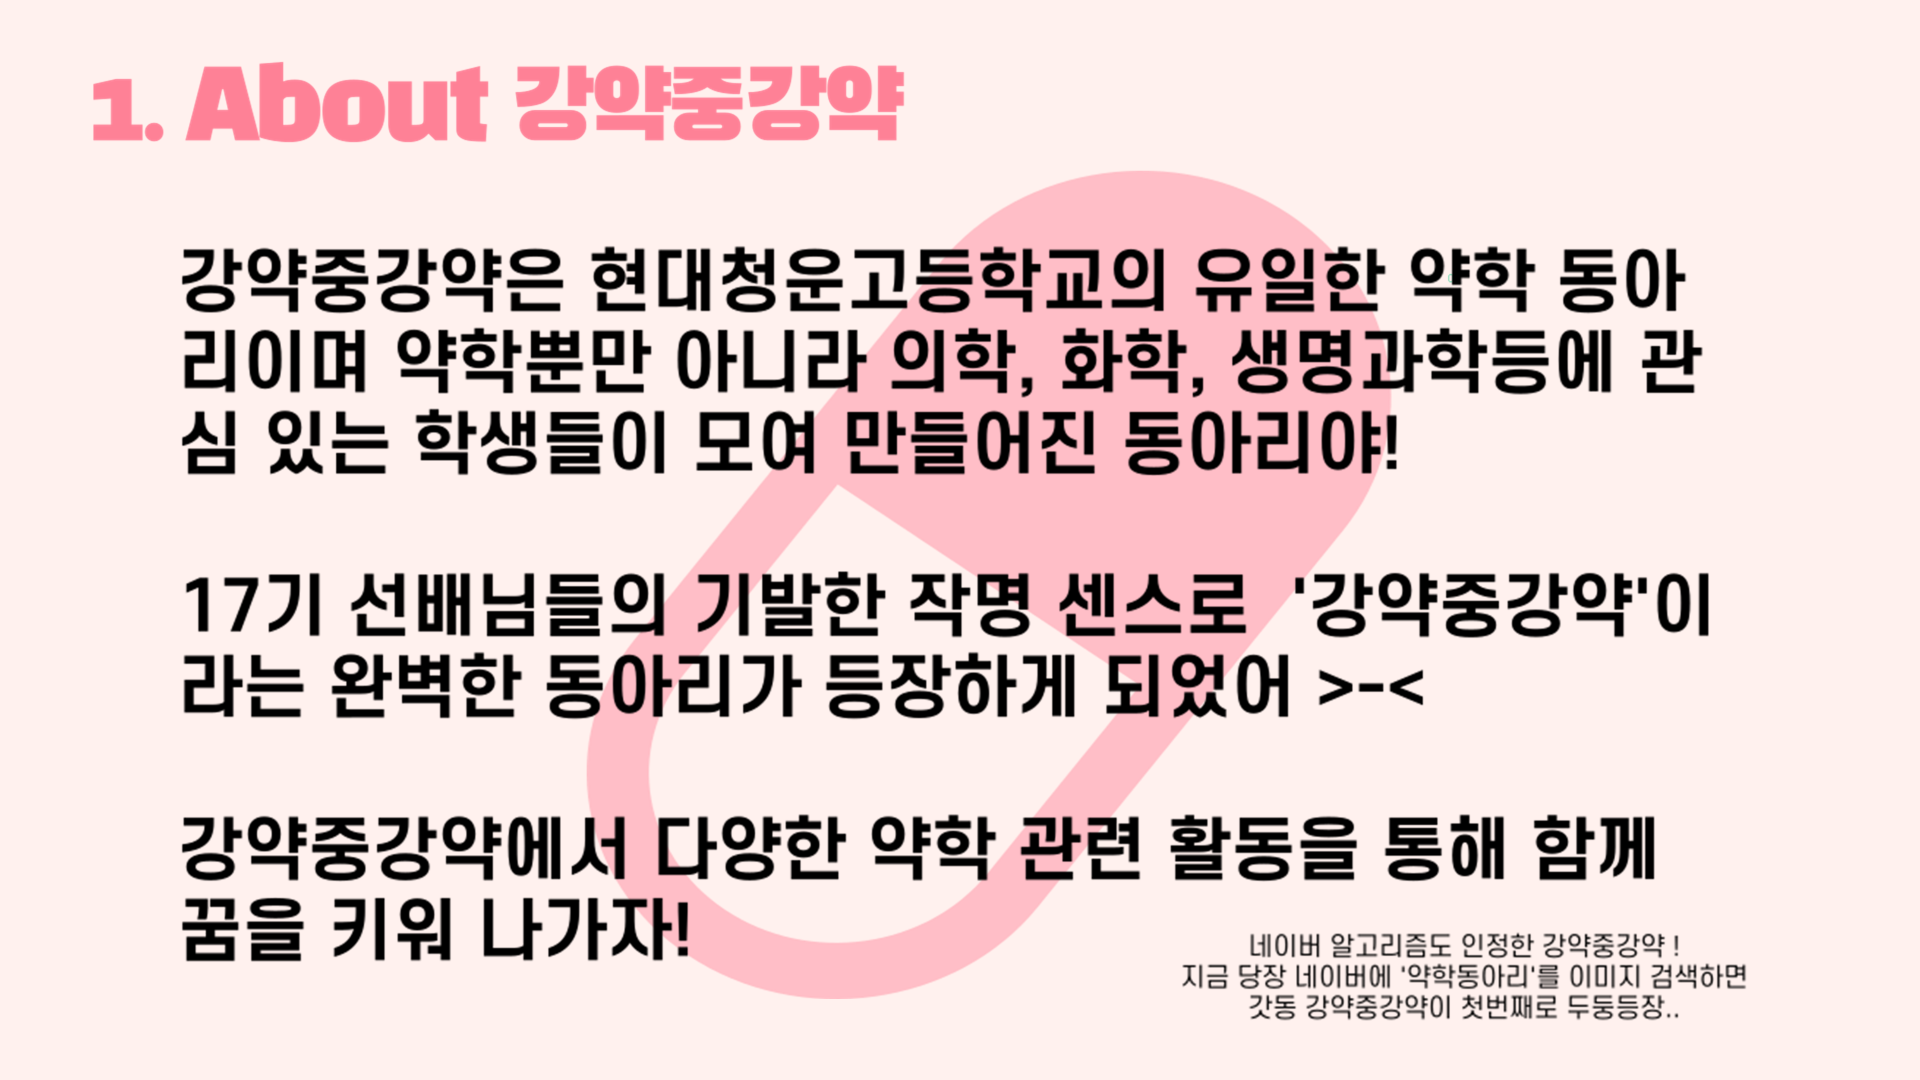 1. About 강약중강약
강약중강약은 현대청운고등학교의 유일한 약학 동아
리이며 약학뿐만 아니라 의학, 화학, 생명과학등에 관
심 있는 학생들이 모여 만들어진 동아리야!
17기 선배님들의 기발한 작명 센스로 '강약중강약'이
라는 완벽한 동아리가 등장하게 되었어 >-<
강약중강약에서 다양한 약학 관련 활동을 통해 함께
꿈을 키워 나가자!
네이버 알고리즘도 인정한 강약중강약 !
지금 당장 네이버에 '약학동아리'를 이미지 검색하면
갓동 강약중강약이 첫번째로 두둥등장..